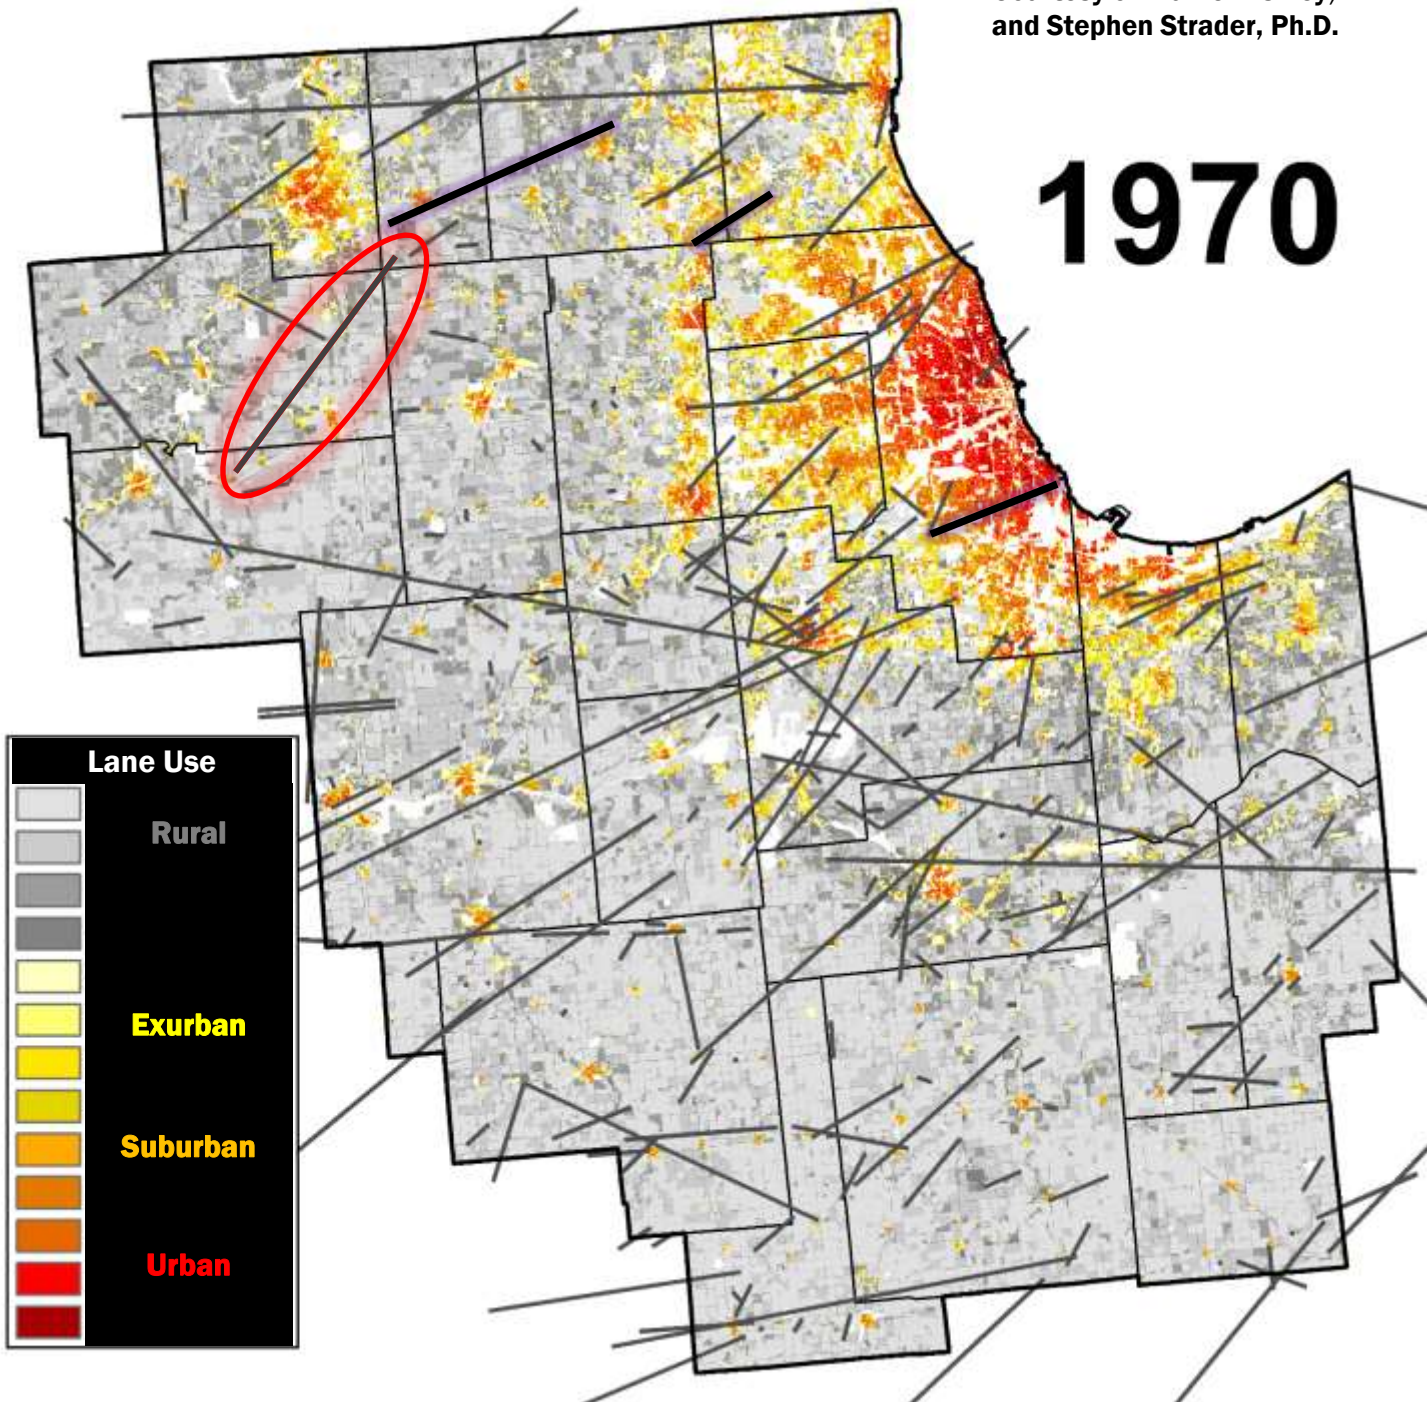 and Stephen Strader, Ph.D.
1970
Lane Use
Rural
Exurban
Suburban
Urban